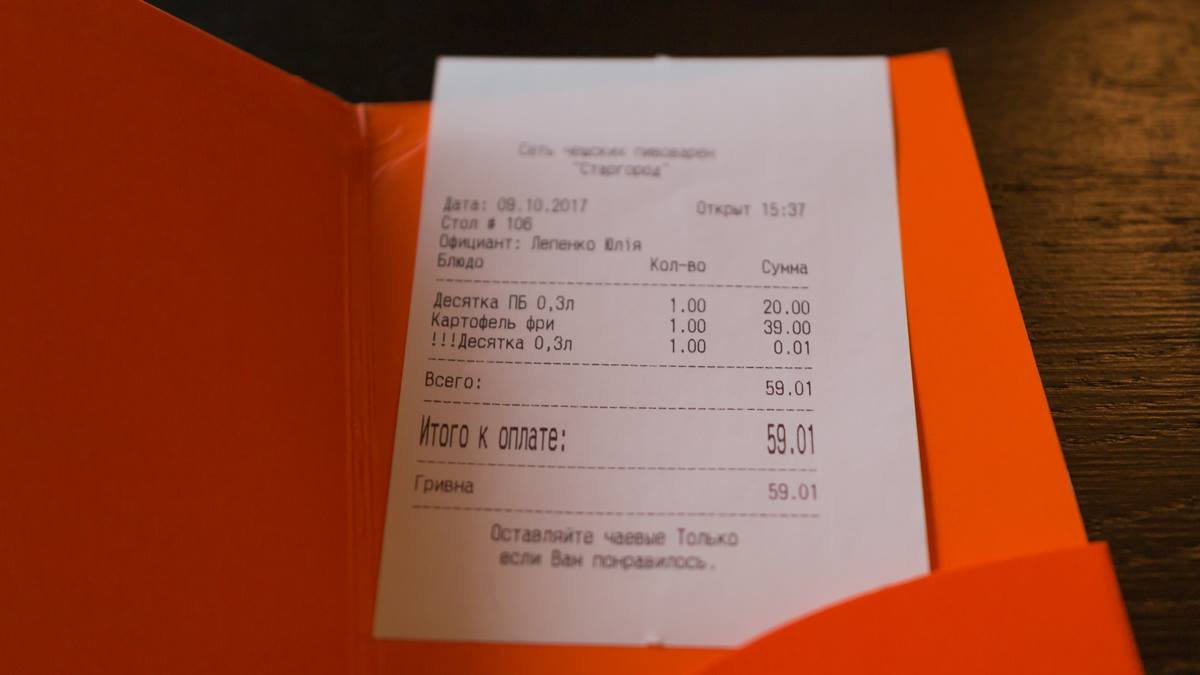 Сеть чешских пивоварен
"Старгород"
Дата: 09.10.2017 Открыт 15:37
Стол # 106
Официант: Лепенко Юлія
Блюдо Кол-во Сумма
Десятка ПБ 0,3л 1.00 20.00
Картофель фри 1.00 39.00
!!!Десятка 0,3л 1.00 0.01
Всего: 59.01
Итого к оплате: 59.01
Гривна 59.01
Оставляйте чаевые Только
если Вам понравилось.